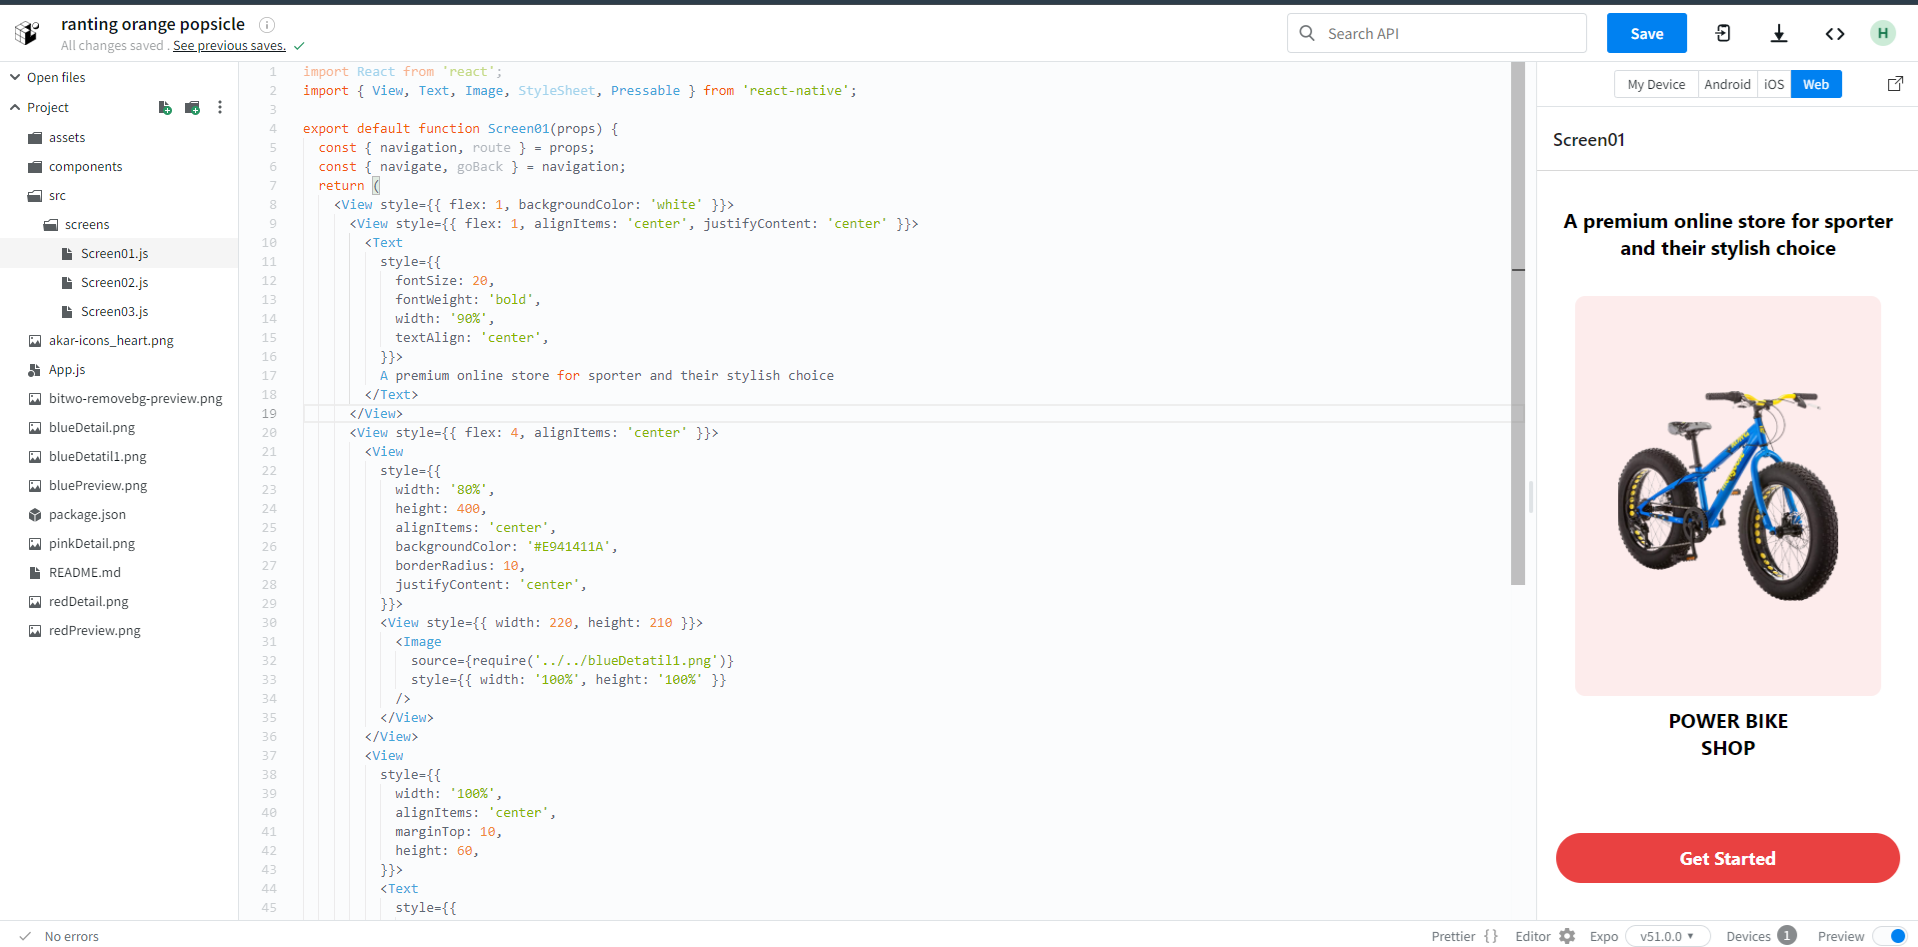 ranting orange popsicle
All changes saved . See previous saves.
Search API
Save
H
Open files
Project
assets
components
src
screens
Screen01.js
Screen02.js
Screen03.js
akar-icons_heart.png
App.js
bitwo-removebg-preview.png
blueDetail.png
blueDetatil1.png
bluePreview.png
package.json
pinkDetail.png
README.md
redDetail.png
redPreview.png
1 import React from 'react';
2 import { View, Text, Image, StyleSheet, Pressable } from 'react-native';
3
4 export default function Screen01(props) {
5 const { navigation, route } = props;
6 const { navigate, goBack } = navigation;
7 return (
8 <View style={{ flex: 1, backgroundColor: 'white' }}>
9 <View style={{ flex: 1, alignItems: 'center', justifyContent: 'center' }}>
10 <Text
11 style={{
12 fontSize: 20,
13 fontWeight: 'bold',
14 width: '90%',
15 textAlign: 'center',
16 }}>
17 A premium online store for sporter and their stylish choice
18 </Text>
19 </View>
20 <View style={{ flex: 4, alignItems: 'center' }}>
21 <View
22 style={{
23 width: '80%',
24 height: 400,
25 alignItems: 'center',
26 backgroundColor: '#E941411A',
27 borderRadius: 10,
28 justifyContent: 'center',
29 }}>
30 <View style={{ width: 220, height: 210 }}>
31 <Image
32 source={require('../../blueDetatil1.png')}
33 style={{ width: '100%', height: '100%' }}
34 />
35 </View>
36 </View>
37 <View
38 style={{
39 width: '100%',
40 alignItems: 'center',
41 marginTop: 10,
42 height: 60,
43 }}>
44 <Text
45 style={{
My Device Android iOS Web
Screen01
A premium online store for sporter
and their stylish choice
POWER BIKE
SHOP
Get Started
No errors
Prettier {} Editor Expo v51.0.0 Devices 1 Preview